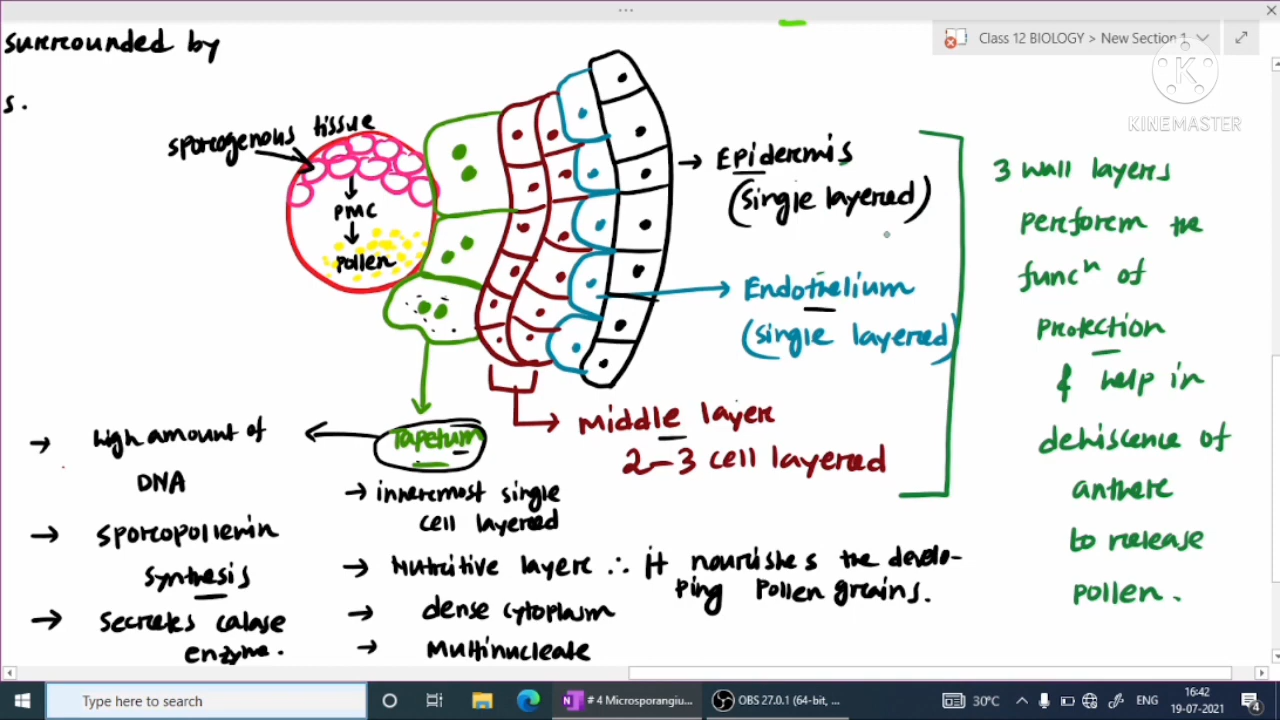 surrounded by
s.
Class 12 BIOLOGY > New Section 1
KINEMASTER
sporogenous tissue
PMC
pollen
Epidermis
(single layered)
Endothelium
(single layered)
Middle layer
2-3 cell layered
3 wall layers
perform the
funcⁿ of
protection
& help in
dehiscence of
anther
to release
pollen.
Tapetum
→ high amount of
DNA
→ sporopollenin
synthesis
→ secretes calase
enzyme.
→ innermost single
cell layered
→ Nutritive layer ∴ it nourishes the develo-
ping pollen grains.
→ dense cytoplasm
→ Multinucleate
Type here to search
# 4 Microsporangiu...
OBS 27.0.1 (64-bit, ...
30°C
ENG
16:42
19-07-2021
4